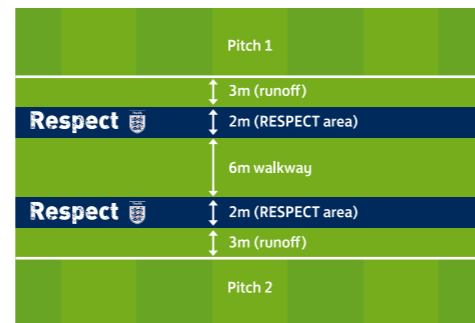 Pitch 1
3m (runoff)
Respect
2m (RESPECT area)
6m walkway
Respect
2m (RESPECT area)
3m (runoff)
Pitch 2